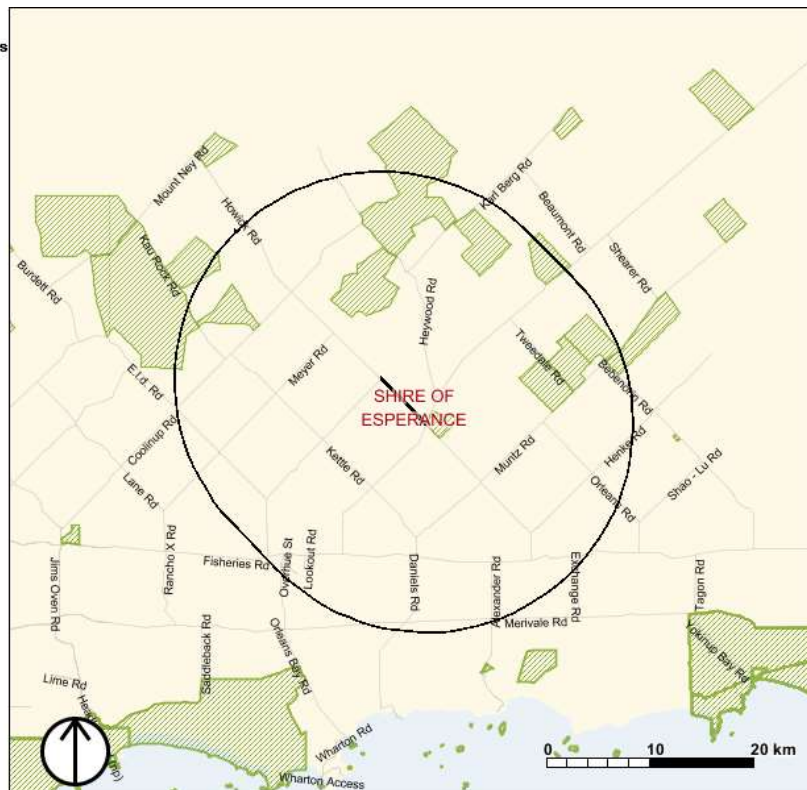 s
Mount Ney Rd
Howick Rd
Karl Berg Rd
Beaumont Rd
Shearer Rd
Kau Rock Rd
Burdett Rd
Heywood Rd
Meyer Rd
Tweedale Rd
Bebenorin Rd
E.l.d. Rd
SHIRE OF
ESPERANCE
Coolinup Rd
Kettle Rd
Muntz Rd
Henke Rd
Lane Rd
Orleans Rd
Shao - Lu Rd
Jims Oven Rd
Rancho X Rd
Fisheries Rd
Overhue St
Lookout Rd
Daniels Rd
Alexander Rd
Exchange Rd
Tagon Rd
Merivale Rd
Saddleback Rd
Orleans Bay Rd
Yokinup Bay Rd
Lime Rd
Wharton Rd
Wharton Access
0 10 20 km